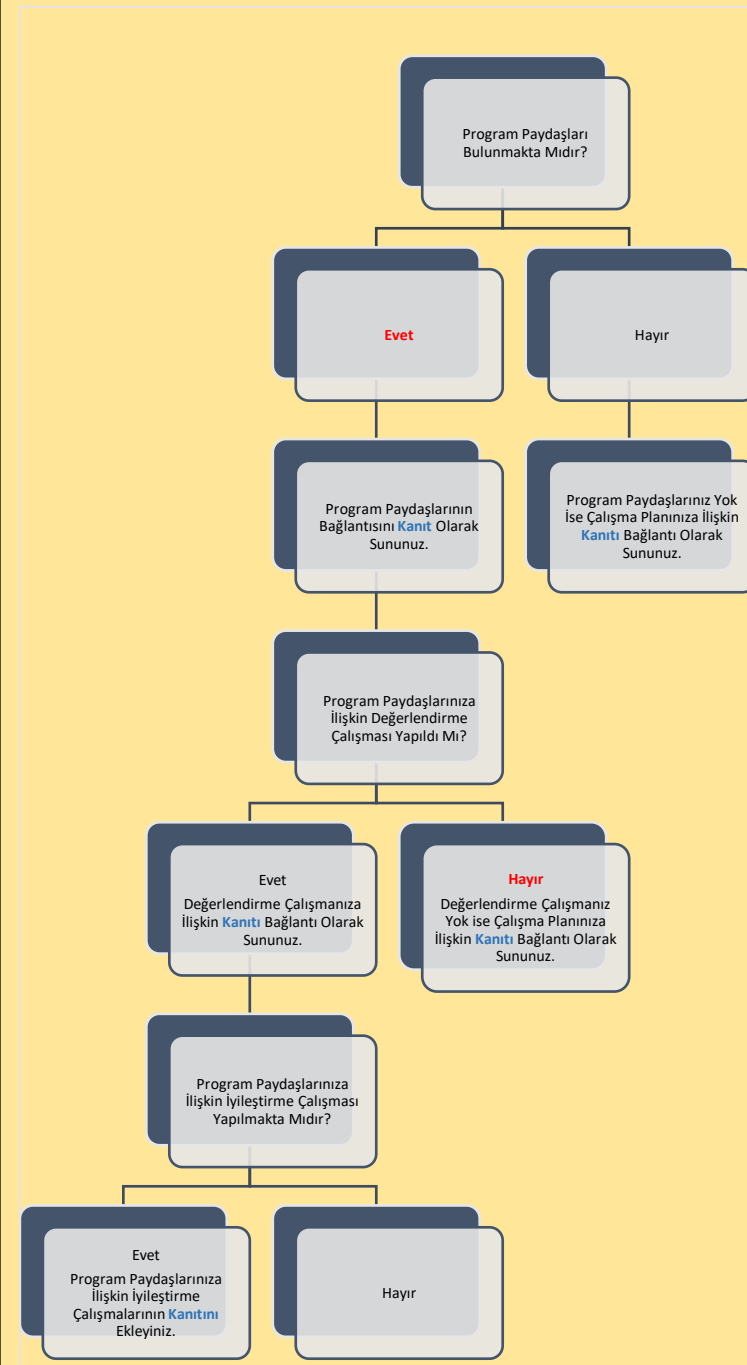 Program Paydaşları
Bulunmakta Mıdır?
Evet
Hayır
Program Paydaşlarının
Bağlantısını Kanıt Olarak
Sununuz.
Program Paydaşlarınız Yok
İse Çalışma Planınıza İlişkin
Kanıtı Bağlantı Olarak
Sununuz.
Program Paydaşlarınıza
İlişkin Değerlendirme
Çalışması Yapıldı Mı?
Evet
Değerlendirme Çalışmanıza
İlişkin Kanıtı Bağlantı Olarak
Sununuz.
Hayır
Değerlendirme Çalışmanız
Yok ise Çalışma Planınıza
İlişkin Kanıtı Bağlantı Olarak
Sununuz.
Program Paydaşlarınıza
İlişkin İyileştirme Çalışması
Yapılmakta Mıdır?
Evet
Program Paydaşlarınıza
İlişkin İyileştirme
Çalışmalarının Kanıtını
Ekleyiniz.
Hayır